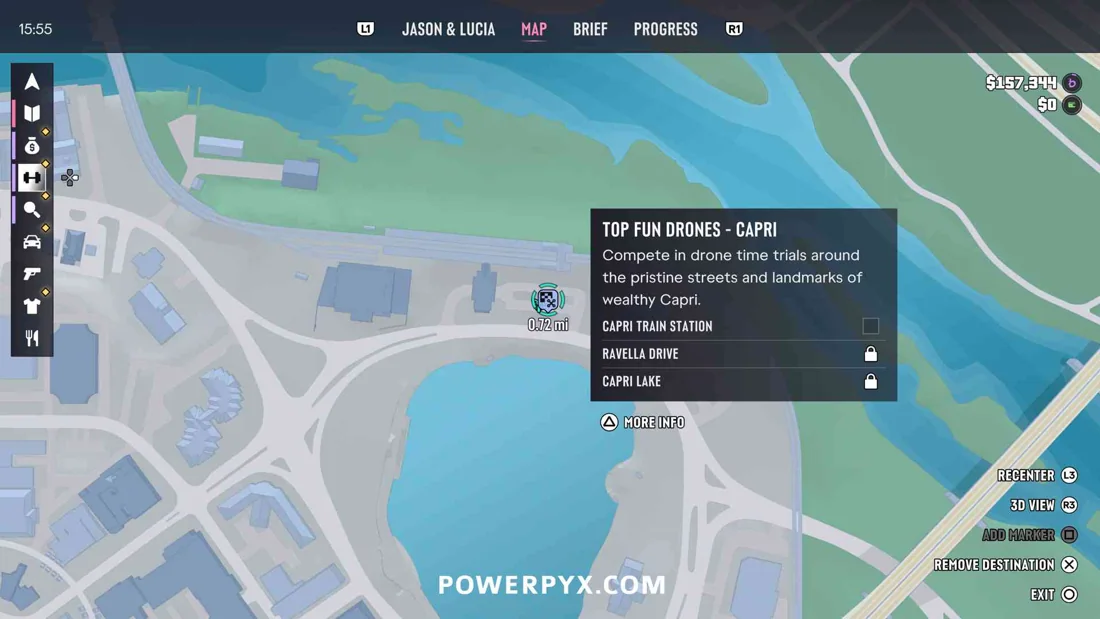 15:55
L1 JASON & LUCIA MAP BRIEF PROGRESS R1
$157,344
$0
TOP FUN DRONES - CAPRI
Compete in drone time trials around
the pristine streets and landmarks of
wealthy Capri.
0.72 mi
CAPRI TRAIN STATION
RAVELLA DRIVE
CAPRI LAKE
MORE INFO
RECENTER L3
3D VIEW R3
ADD MARKER
REMOVE DESTINATION
EXIT
POWERPYX.COM